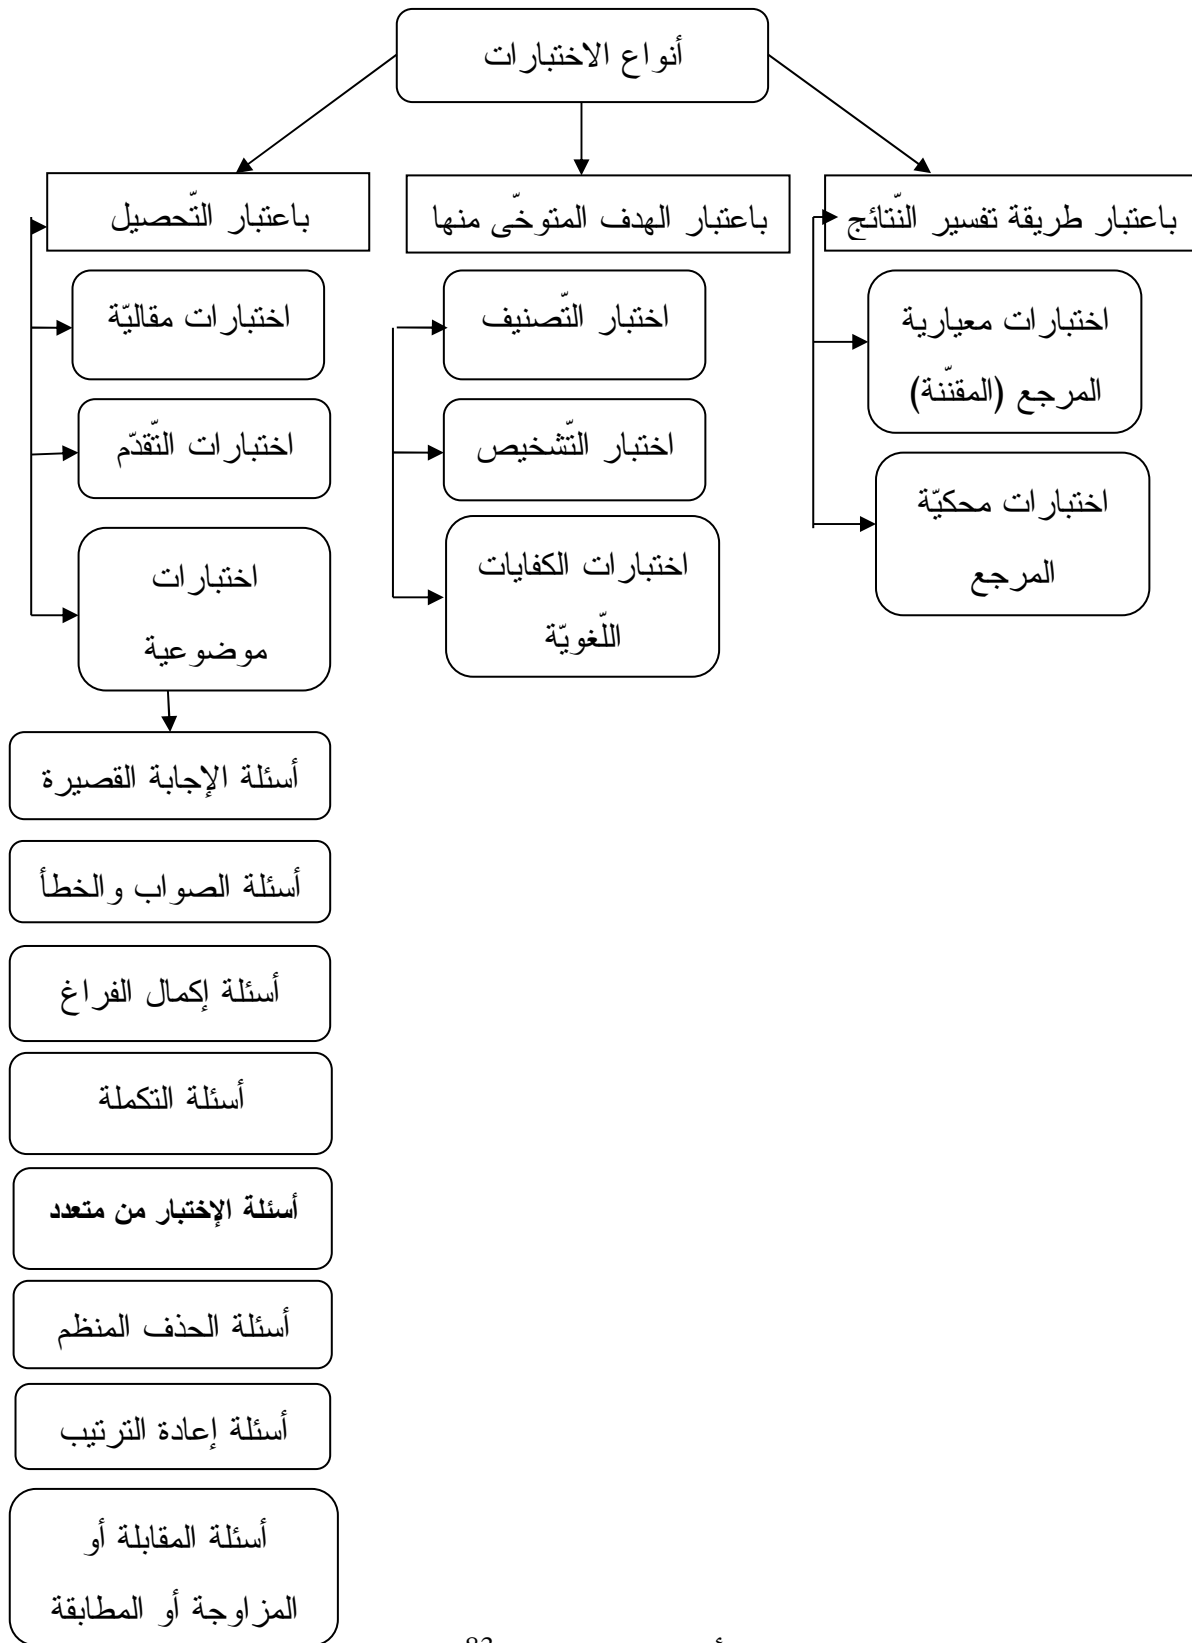 أنواع الاختبارات
باعتبار طريقة تفسير النّتائج
اختبارات معيارية
المرجع (المقنّنة)
اختبارات محكيّة
المرجع
باعتبار الهدف المتوخّى منها
اختبار التّصنيف
اختبار التّشخيص
اختبارات الكفايات
اللّغويّة
باعتبار التّحصيل
اختبارات مقاليّة
اختبارات التّقدّم
اختبارات
موضوعية
أسئلة الإجابة القصيرة
أسئلة الصواب والخطأ
أسئلة إكمال الفراغ
أسئلة التكملة
أسئلة الإختبار من متعدد
أسئلة الحذف المنظم
أسئلة إعادة الترتيب
أسئلة المقابلة أو
المزاوجة أو المطابقة